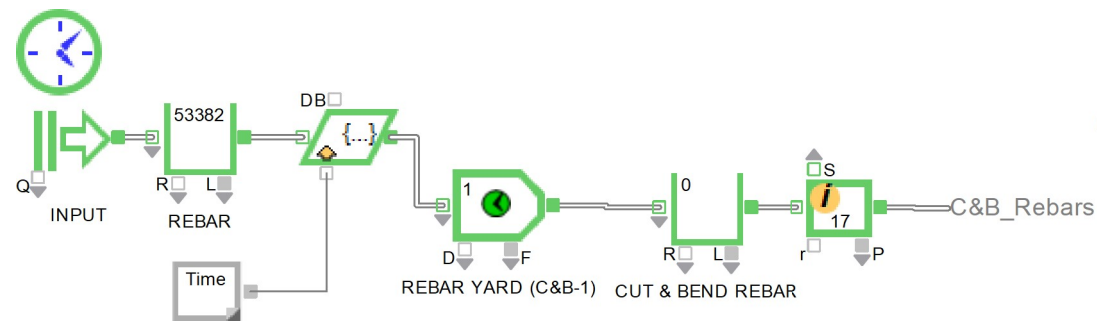 53382
DB
{...}
Q
R
L
INPUT
REBAR
Time
1
D
F
REBAR YARD (C&B-1)
0
R
L
CUT & BEND REBAR
S
i
17
r
P
C&B_Rebars